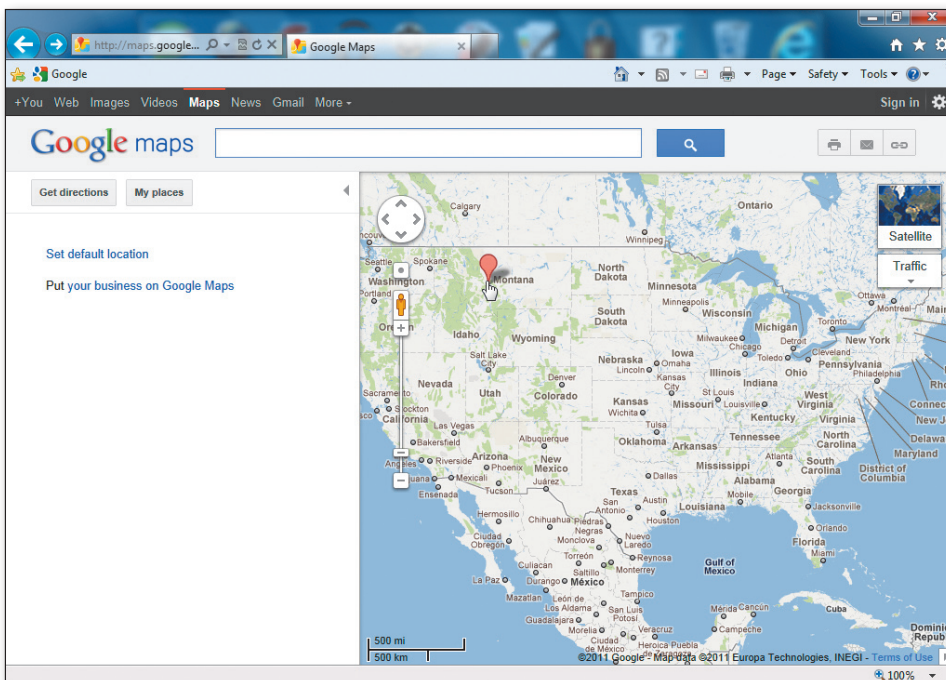 http://maps.google...
Google Maps
Google
Page
Safety
Tools
+You Web Images Videos Maps News Gmail More
Sign in
Google maps
Get directions
My places
Set default location
Put your business on Google Maps
Satellite
Traffic
Calgary
Ontario
Winnipeg
Seattle
Spokane
Washington
Montana
North
Dakota
Minnesota
Ottawa
Portland
Minneapolis
Montréal
South
Dakota
Wisconsin
Michigan
Toronto
Idaho
Wyoming
Milwaukee
Detroit
New York
Chicago
Salt Lake
City
Nebraska
Iowa
Omaha
Toledo
Cleveland
Pennsylvania
Lincoln
Illinois
Ohio
Philadelphia
Nevada
Utah
Denver
Colorado
Kansas
City
Indiana
Sacramento
Kansas
St Louis
West
Virginia
Stockton
Missouri
Louisville
Connec
California
Wichita
Kentucky
Virginia
New J
Las Vegas
Tulsa
Bakersfield
Albuquerque
Oklahoma
Arkansas
Tennessee
North
Carolina
Delawa
Maryland
Riverside
Arizona
New
Mexico
Mississippi
Atlanta
South
Carolina
District of
Columbia
Phoenix
Dallas
Alabama
Mexicali
Juárez
Tucson
Texas
Mobile
Georgia
Ensenada
San
Antonio
Austin
Louisiana
Jacksonville
Hermosillo
Chihuahua
Piedras
Negras
Houston
Orlando
Ciudad
Obregón
Monclova
Nuevo
Laredo
Florida
Torreón
Reynosa
Miami
Culiacan
Saltillo
Monterrey
Gulf of
Mexico
La Paz
Durango
México
Mazatlan
León de
Los Aldama
Tampico
San Luis
Potosí
Mérida
Cancún
Cuba
Guadalajara
Morelia
Veracruz
Campeche
Domini
Repub
Ciudad
de México
Heroica Puebla
de Zaragoza
500 mi
500 km
©2011 Google - Map data ©2011 Europa Technologies, INEGI - Terms of Use
100%